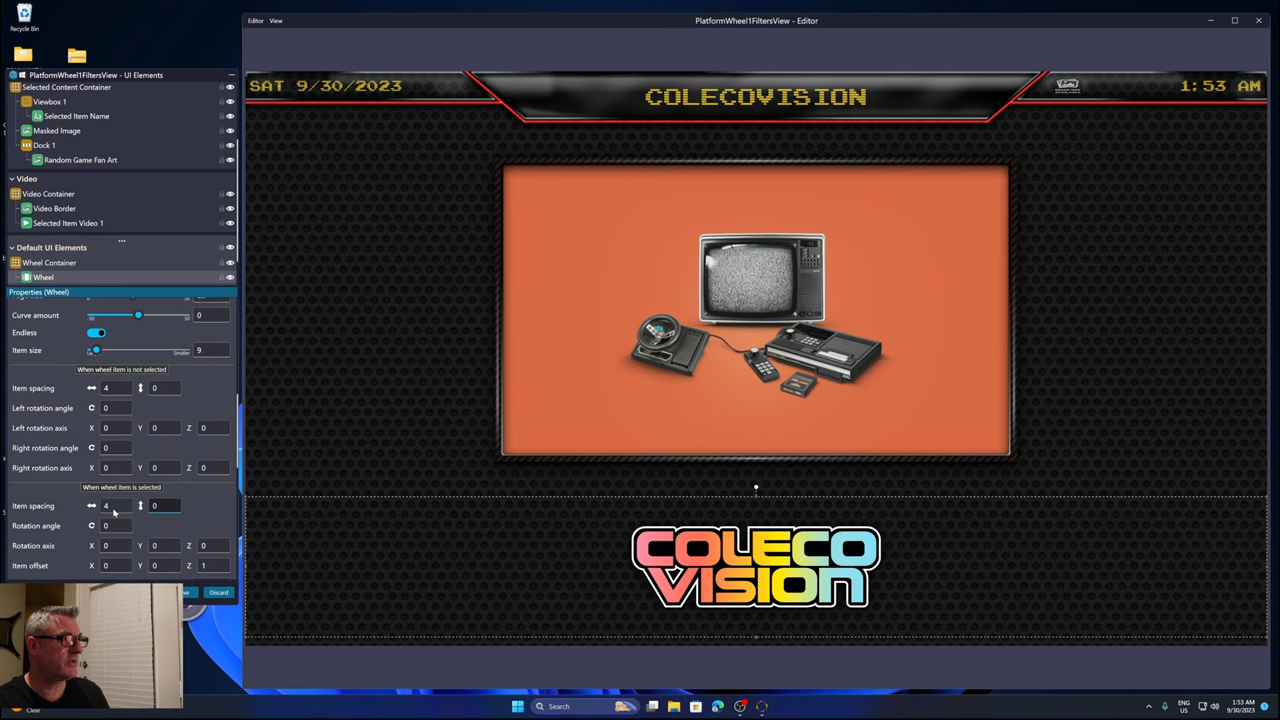 Recycle Bin
Editor View
PlatformWheel1FiltersView - Editor
PlatformWheel1FiltersView - UI Elements
Selected Content Container
Viewbox 1
Selected Item Name
Masked Image
Dock 1
Random Game Fan Art
Video
Video Container
Video Border
Selected Item Video 1
Default UI Elements
Wheel Container
Wheel
Properties (Wheel)
Curve amount
-50
50
0
Endless
Item size
Smaller
9
When wheel item is not selected
Item spacing 4 0
Left rotation angle 0
Left rotation axis X 0 Y 0 Z 0
Right rotation angle 0
Right rotation axis X 0 Y 0 Z 0
When wheel item is selected
Item spacing 4 0
Rotation angle 0
Rotation axis X 0 Y 0 Z 0
Item offset X 0 Y 0 Z 1
Discard
SAT 9/30/2023
COLECOVISION
1:53 AM
COLECO
VISION
Clear
Search
ENG
US
1:53 AM
9/30/2023